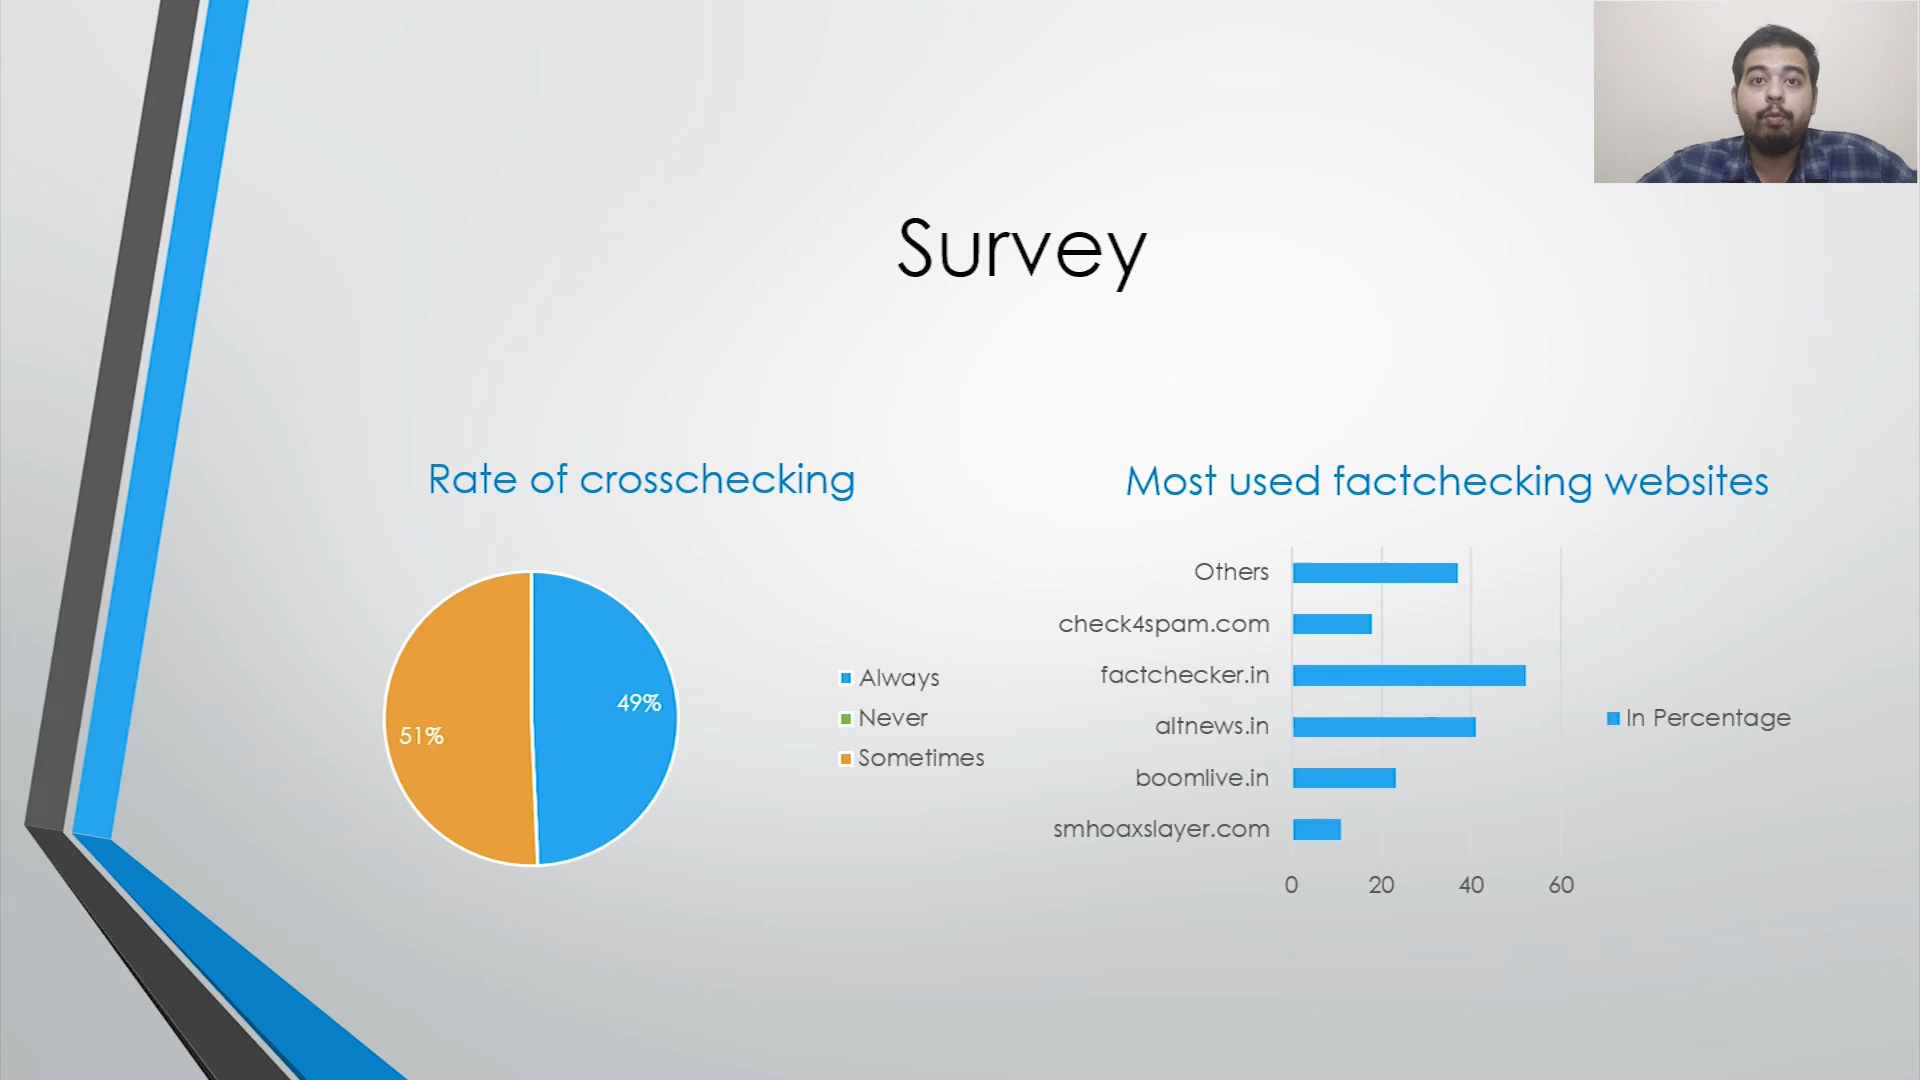 Survey
Rate of crosschecking
49%
51%
Always
Never
Sometimes
Most used factchecking websites
Others
check4spam.com
factchecker.in
altnews.in
boomlive.in
smhoaxslayer.com
0 20 40 60
In Percentage